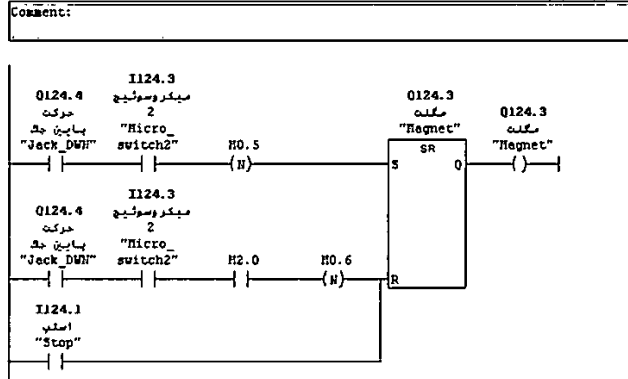 Comment:
I124.3
Q124.4
میکروسوئیچ
Q124.3
حرکت
2
مگنت
Q124.3
پایین جک
"Micro_
"Magnet"
مگنت
"Jack_DWN"
switch2"
M0.5
SR
"Magnet"
(N)
S
Q
( )
I124.3
Q124.4
میکروسوئیچ
حرکت
2
پایین جک
"Micro_
"Jack_DWN"
switch2"
M2.0
M0.6
(N)
R
I124.1
استپ
"Stop"